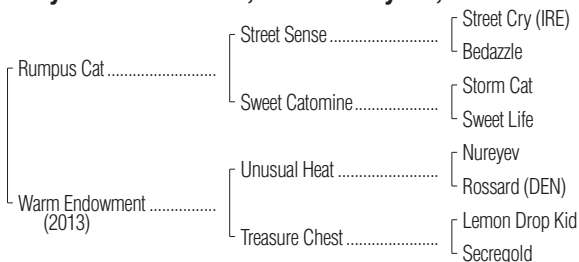 Street Cry (IRE)
Street Sense
Bedazzle
Rumpus Cat
Storm Cat
Sweet Catomine
Sweet Life
Nureyev
Unusual Heat
Rossard (DEN)
Warm Endowment
(2013)
Lemon Drop Kid
Treasure Chest
Secregold